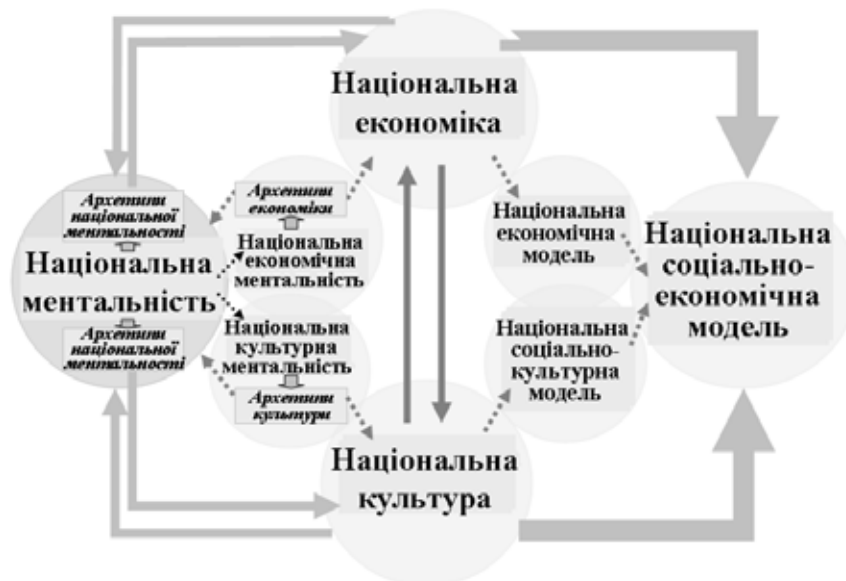 Національна
економіка
Архетипи
національної
ментальності
Національна
ментальність
Архетипи
національної
ментальності
Архетипи
економіки
Національна
економічна
ментальність
Національна
культурна
ментальність
Архетипи
культури
Національна
економічна
модель
Національна
соціально-
культурна
модель
Національна
соціально-
економічна
модель
Національна
культура